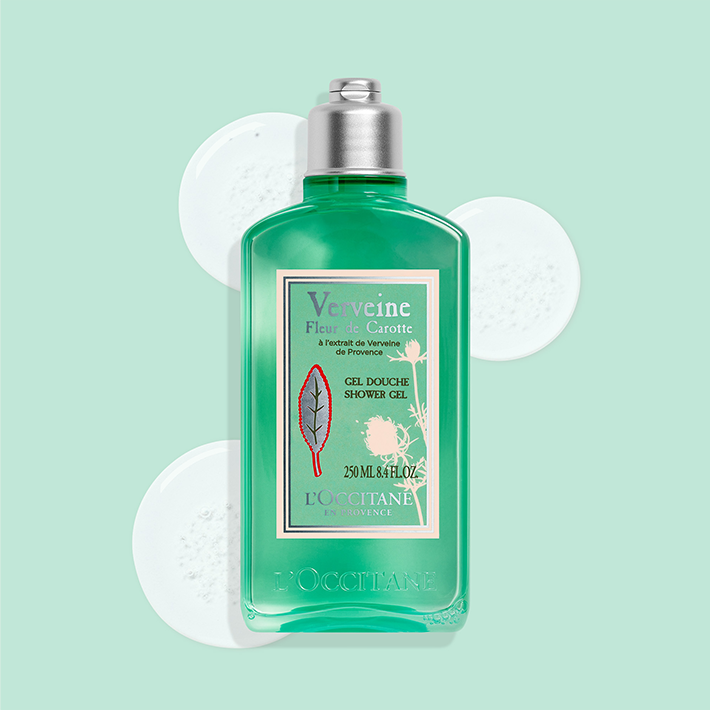 Verveine
Fleur de Carotte
à l'extrait de Verveine
de Provence
GEL DOUCHE
SHOWER GEL
250 ML 8.4 FL.OZ.
L'OCCITANE
EN PROVENCE
L'OCCITANE